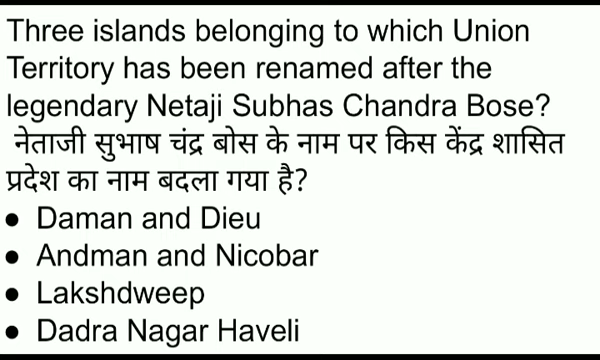 Three islands belonging to which Union
Territory has been renamed after the
legendary Netaji Subhas Chandra Bose?
नेताजी सुभाष चंद्र बोस के नाम पर किस केंद्र शासित
प्रदेश का नाम बदला गया है?
● Daman and Dieu
● Andman and Nicobar
● Lakshdweep
● Dadra Nagar Haveli